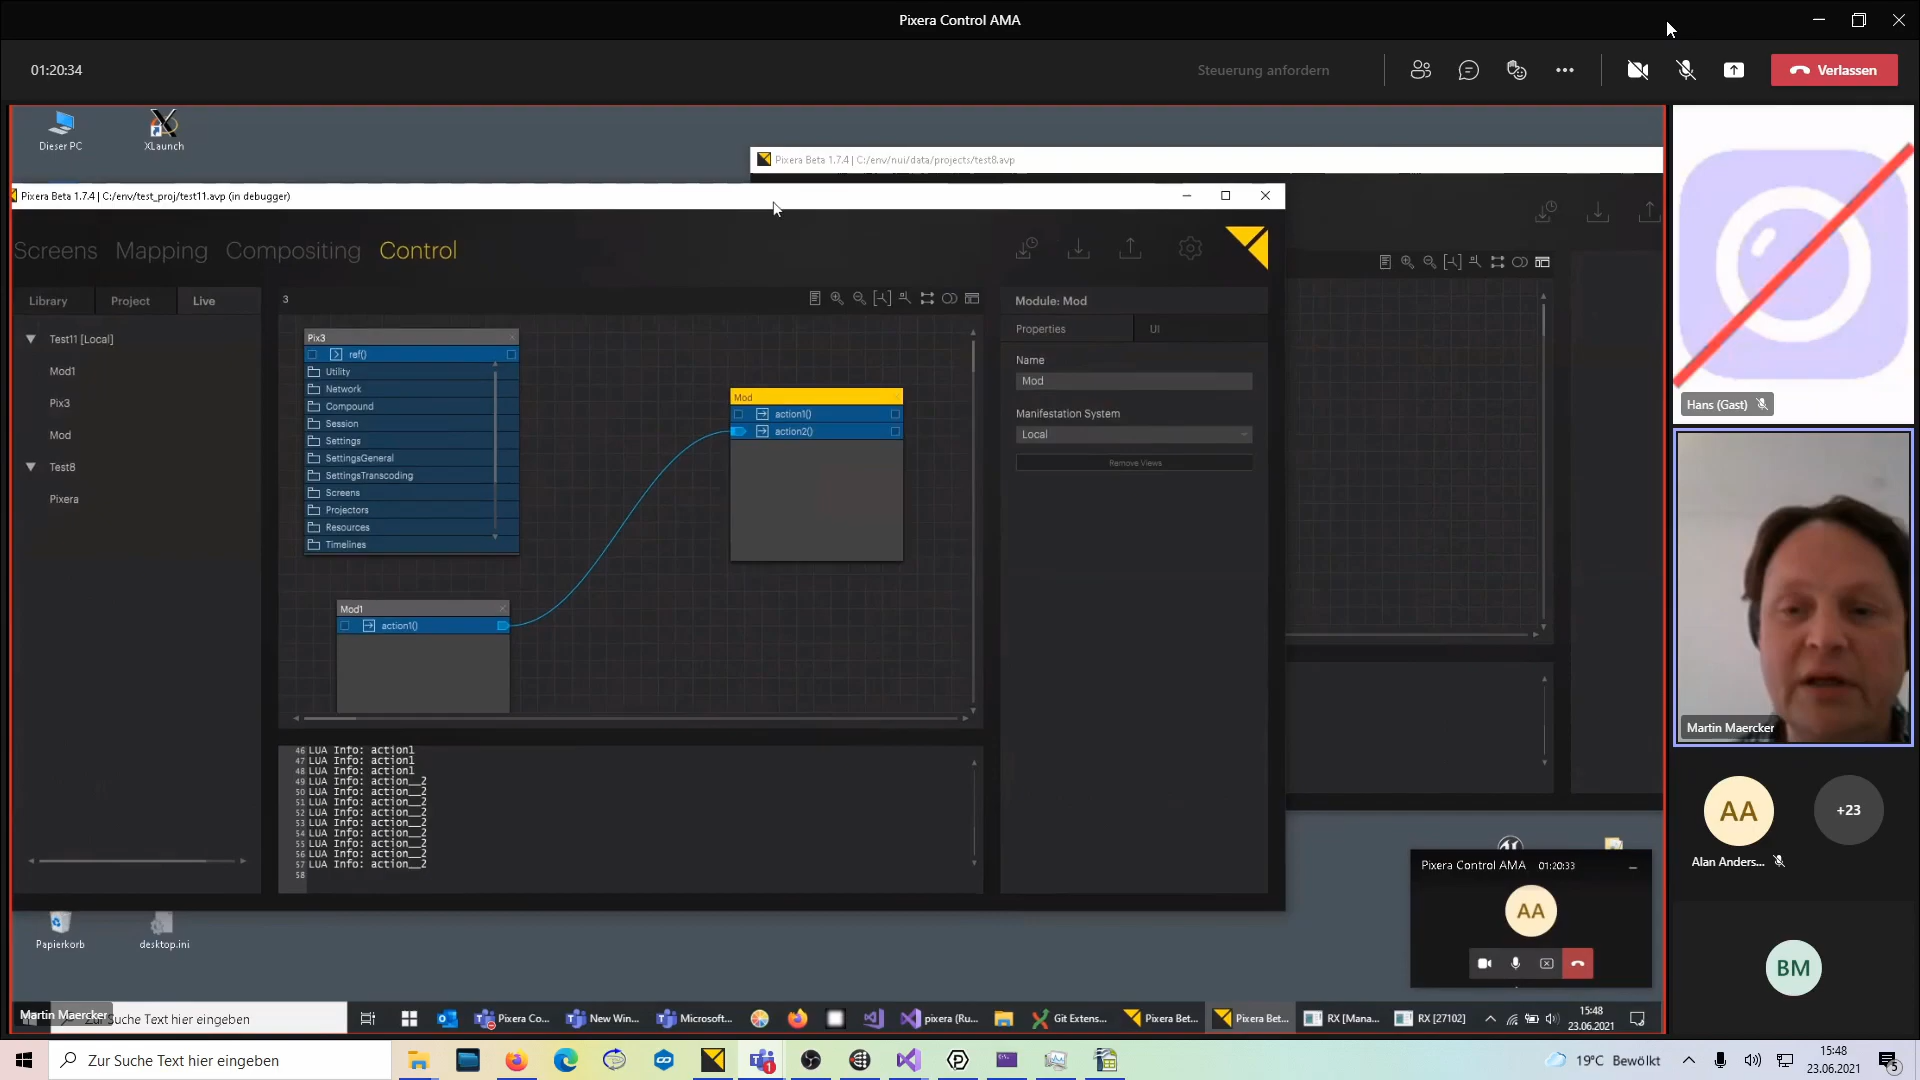 Pixera Control AMA
01:20:34
Steuerung anfordern
Verlassen
Dieser PC
XLaunch
Pixera Beta 1.7.4 | C:/env/nui/data/projects/test8.avp
Pixera Beta 1.7.4 | C:/env/test_proj/test11.avp (in debugger)
Screens Mapping Compositing Control
Library Project Live
3
Test11 [Local]
Mod1
Pix3
Mod
Test8
Pixera
Pix3
ref()
Utility
Network
Compound
Session
Settings
SettingsGeneral
SettingsTranscoding
Screens
Projectors
Resources
Timelines
Mod
action1()
action2()
Mod1
action1()
Module: Mod
Properties UI
Name
Mod
Manifestation System
Local
Remove Views
46 LUA Info: action1
47 LUA Info: action1
48 LUA Info: action1
49 LUA Info: action__2
50 LUA Info: action__2
51 LUA Info: action__2
52 LUA Info: action__2
53 LUA Info: action__2
54 LUA Info: action__2
55 LUA Info: action__2
56 LUA Info: action__2
57 LUA Info: action__2
58
Hans (Gast)
Martin Maercker
AA
+23
Alan Anders...
BM
Pixera Control AMA 01:20:33
AA
Papierkorb
desktop.ini
Martin Maercker
Suche Text hier eingeben
Pixera Co...
New Win...
Microsoft...
pixera (Ru...
Git Extens...
Pixera Bet...
Pixera Bet...
RX [Mana...
RX [27102]
15:48
23.06.2021
Zur Suche Text hier eingeben
1
19°C Bewölkt
15:48
23.06.2021
5